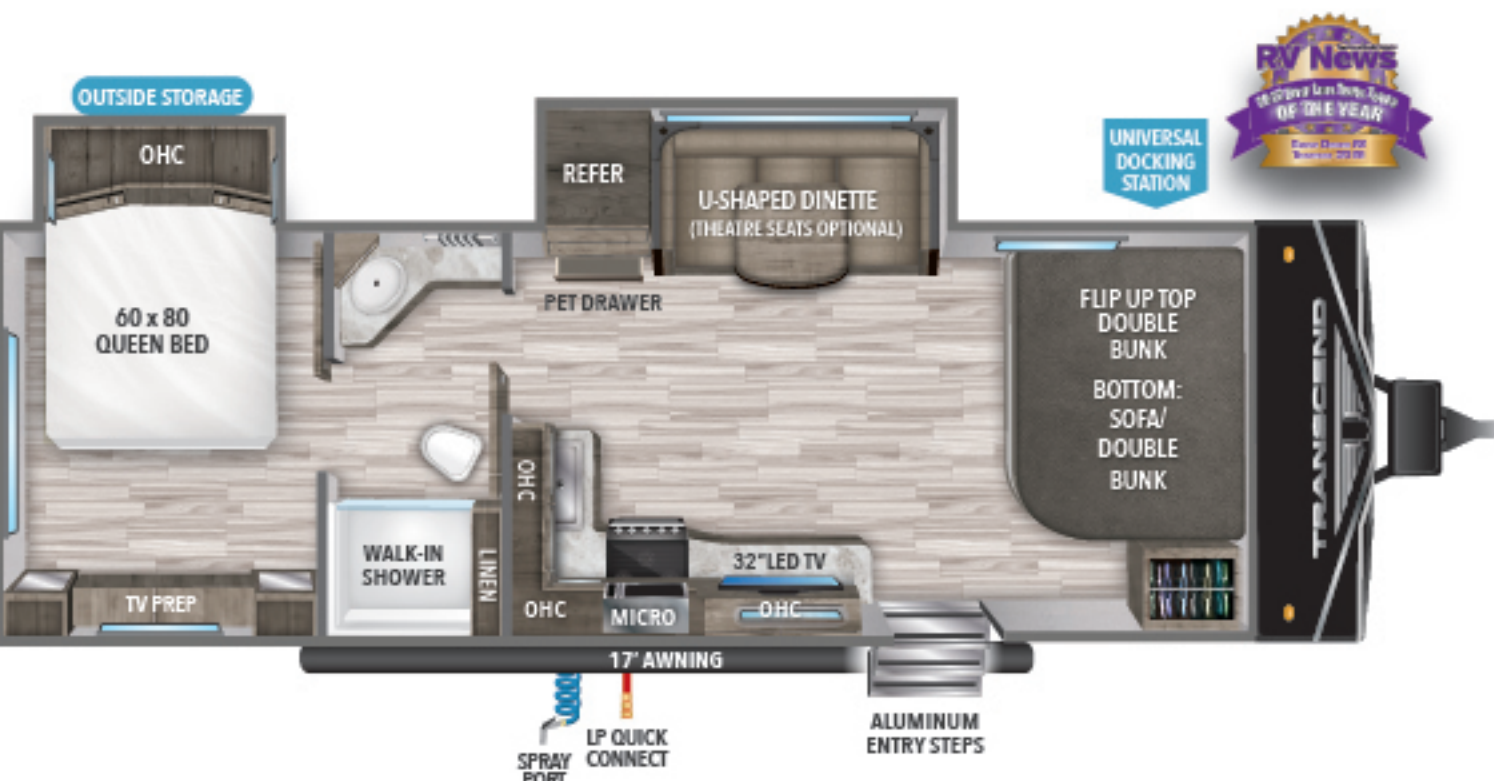 OUTSIDE STORAGE
OHC
60 x 80
QUEEN BED
TV PREP
WALK-IN
SHOWER
LINEN
REFER
U-SHAPED DINETTE
(THEATRE SEATS OPTIONAL)
PET DRAWER
OHC
OHC
MICRO
32"LED TV
OHC
UNIVERSAL
DOCKING
STATION
RV News
OF THE YEAR
FLIP UP TOP
DOUBLE
BUNK
BOTTOM:
SOFA/
DOUBLE
BUNK
TRANSCEND
17' AWNING
SPRAY
PORT
LP QUICK
CONNECT
ALUMINUM
ENTRY STEPS